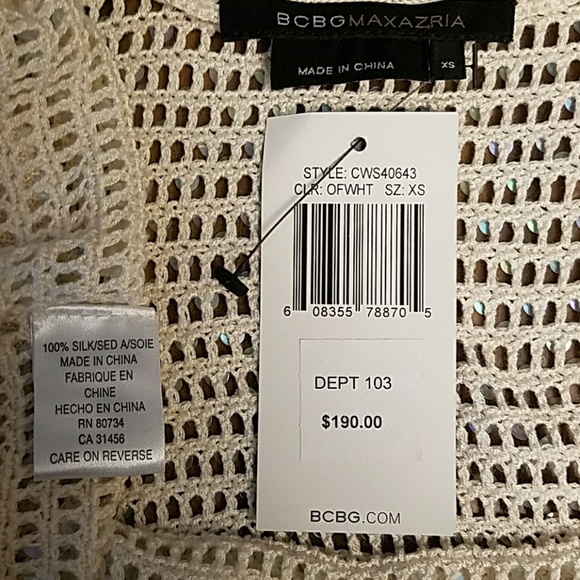 BCBGMAXAZRIA
MADE IN CHINA
XS
STYLE: CWS40643
CLR: OFWHT SZ: XS
6 08355 78870 5
DEPT 103
$190.00
BCBG.COM
100% SILK/SED A/SOIE
MADE IN CHINA
FABRIQUE EN
CHINE
HECHO EN CHINA
RN 80734
CA 31456
CARE ON REVERSE